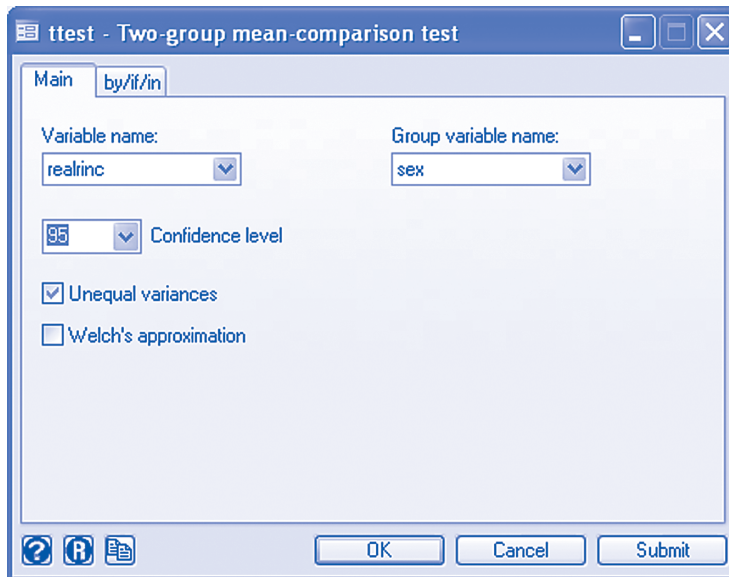 ttest - Two-group mean-comparison test
Main by/if/in
Variable name: Group variable name:
realrinc sex
95 Confidence level
Unequal variances
Welch's approximation
? R OK Cancel Submit